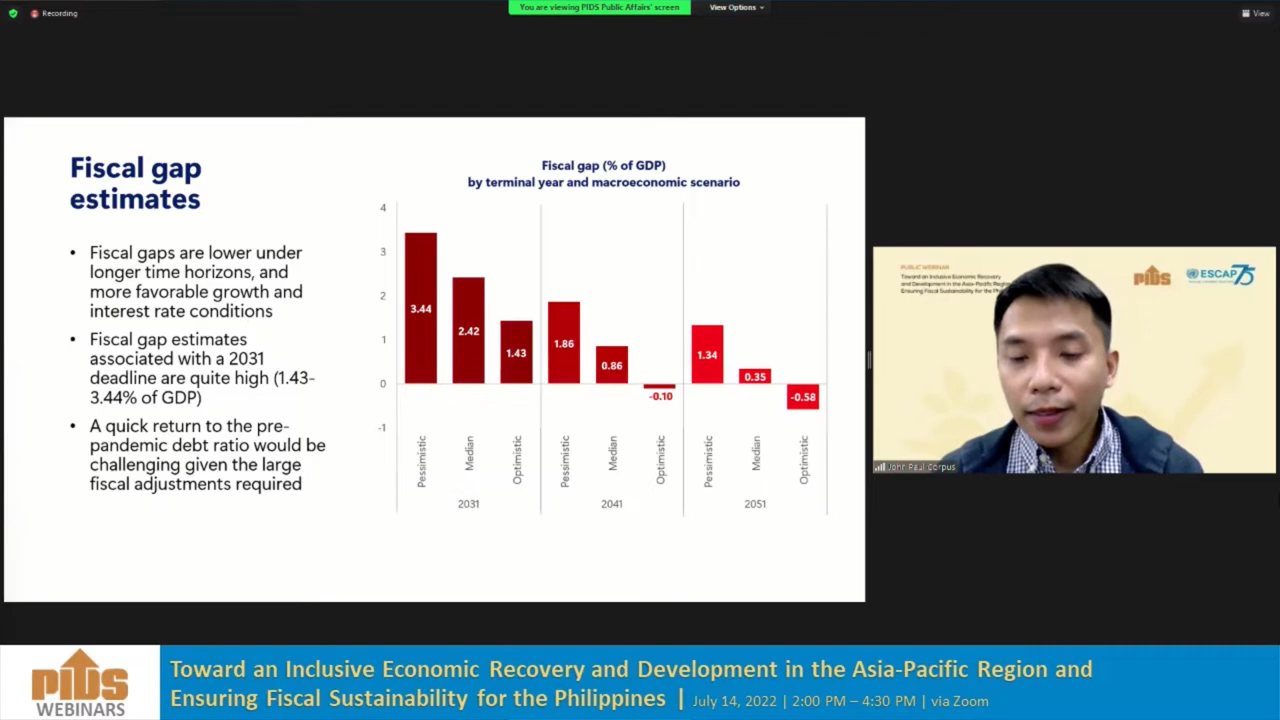 Recording
You are viewing PIDS Public Affairs' screen
View Options
View
Fiscal gap
estimates
• Fiscal gaps are lower under
longer time horizons, and
more favorable growth and
interest rate conditions
• Fiscal gap estimates
associated with a 2031
deadline are quite high (1.43-
3.44% of GDP)
• A quick return to the pre-
pandemic debt ratio would be
challenging given the large
fiscal adjustments required
Fiscal gap (% of GDP)
by terminal year and macroeconomic scenario
4
3
2
1
0
-1
3.44
2.42
1.43
1.86
0.86
-0.10
1.34
0.35
-0.58
Pessimistic
Median
Optimistic
Pessimistic
Median
Optimistic
Pessimistic
Median
Optimistic
2031
2041
2051
PUBLIC WEBINAR
Toward an Inclusive Economic Recovery
and Development in the Asia-Pacific Region
Ensuring Fiscal Sustainability for the
PIDS
ESCAP 75
John Paul Corpus
PIDS
WEBINARS
Toward an Inclusive Economic Recovery and Development in the Asia-Pacific Region and
Ensuring Fiscal Sustainability for the Philippines | July 14, 2022 | 2:00 PM – 4:30 PM | via Zoom